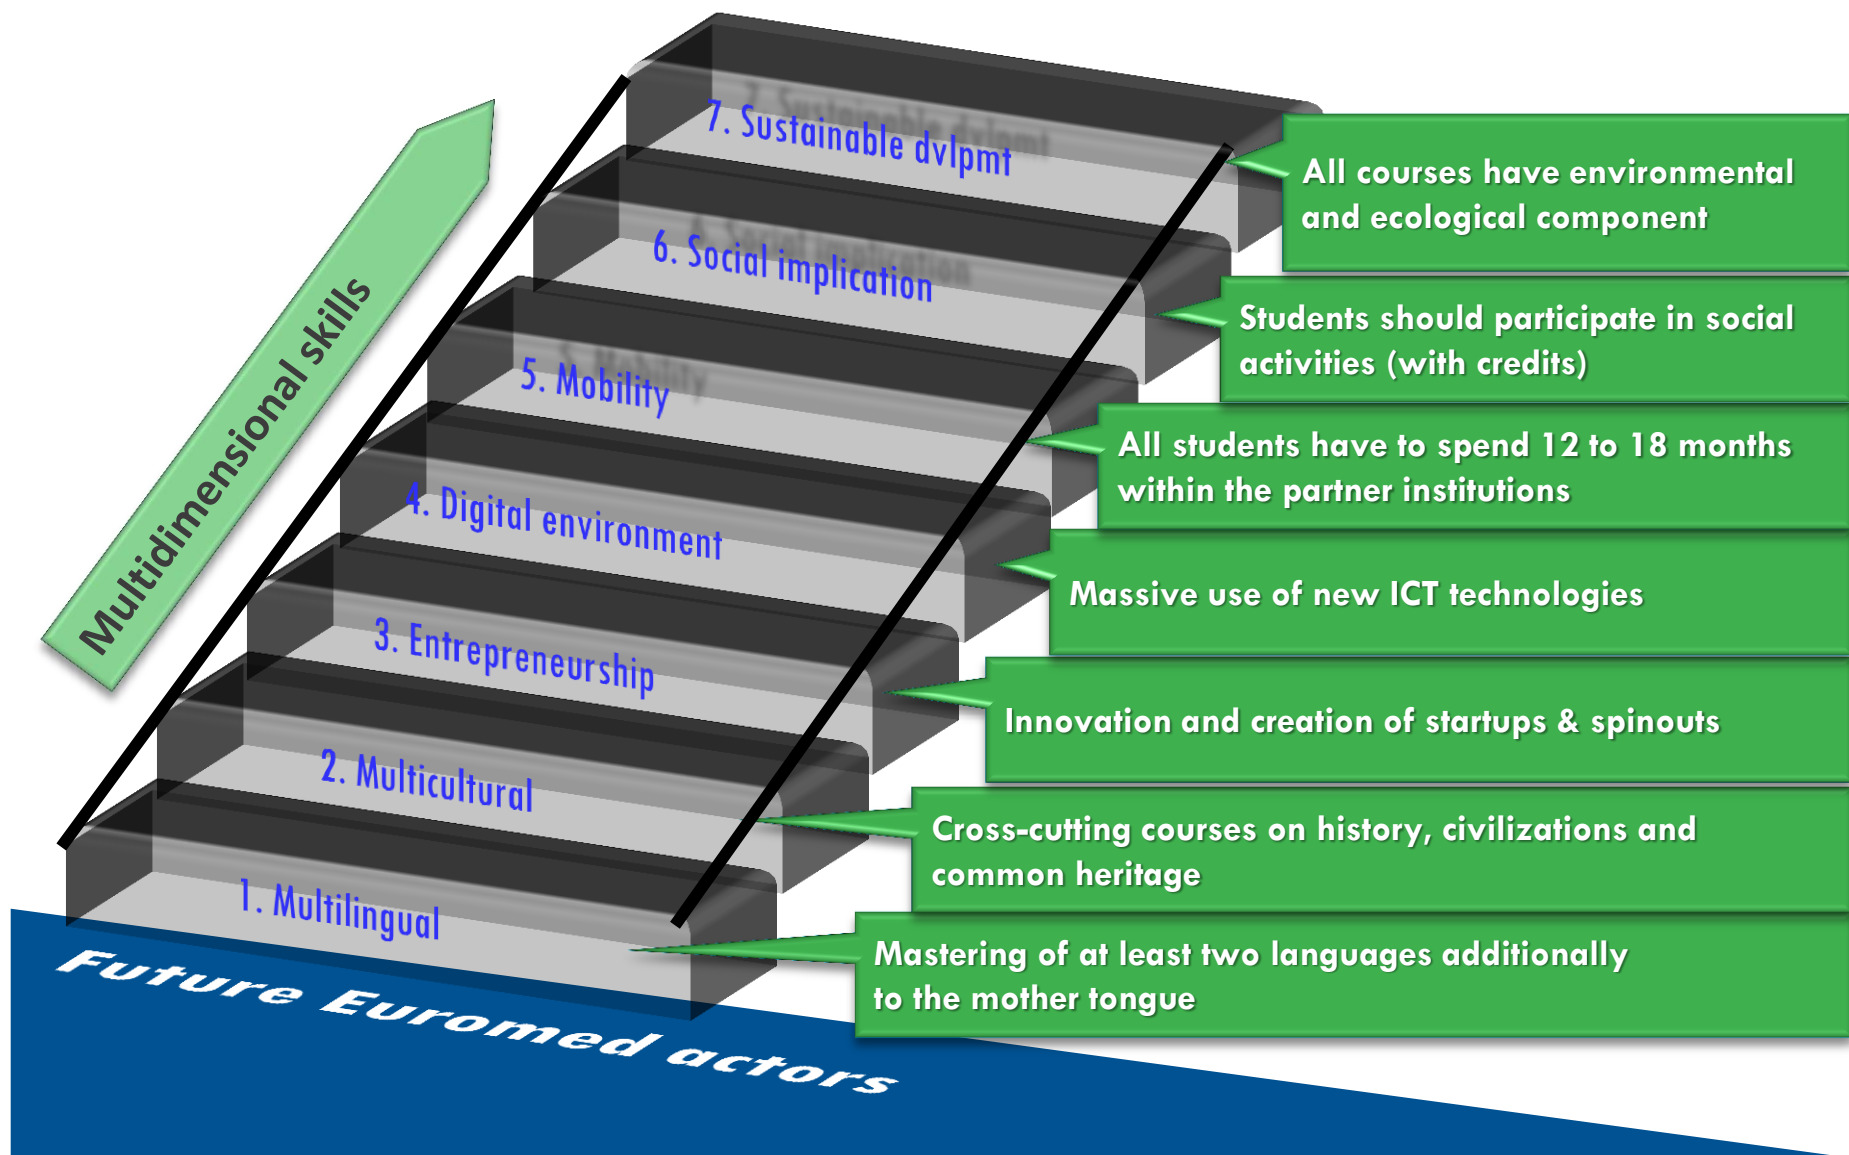 7. Sustainable dvlpmt
All courses have environmental
and ecological component
6. Social implication
Students should participate in social
activities (with credits)
5. Mobility
All students have to spend 12 to 18 months
within the partner institutions
4. Digital environment
Massive use of new ICT technologies
3. Entrepreneurship
Innovation and creation of startups & spinouts
2. Multicultural
Cross-cutting courses on history, civilizations and
common heritage
1. Multilingual
Mastering of at least two languages additionally
to the mother tongue
Multidimensional skills
Future Euromed actors